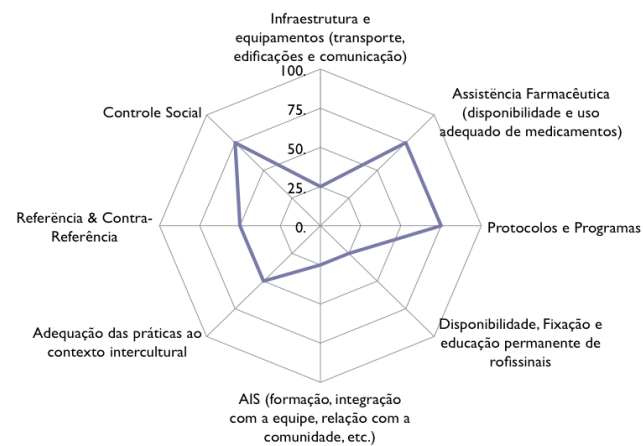 Infraestrutura e
equipamentos (transporte,
edificações e comunicação)
100.
75.
50.
25.
0.
Assistëncia Farmacêutica
(disponibilidade e uso
adequado de medicamentos)
Protocolos e Programas
Disponibilidade, Fixação e
educação permanente de
rofissinais
AIS (formação, integração
com a equipe, relação com a
comunidade, etc.)
Adequação das práticas ao
contexto intercultural
Referëncia & Contra-
Referência
Controle Social